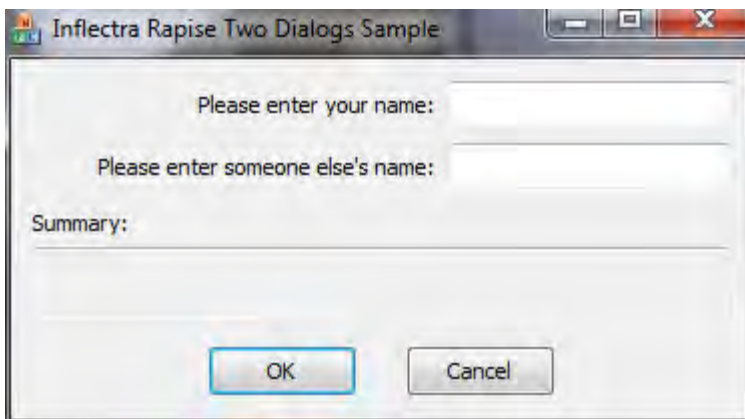 Inflectra Rapise Two Dialogs Sample
Please enter your name:
Please enter someone else's name:
Summary:
OK Cancel